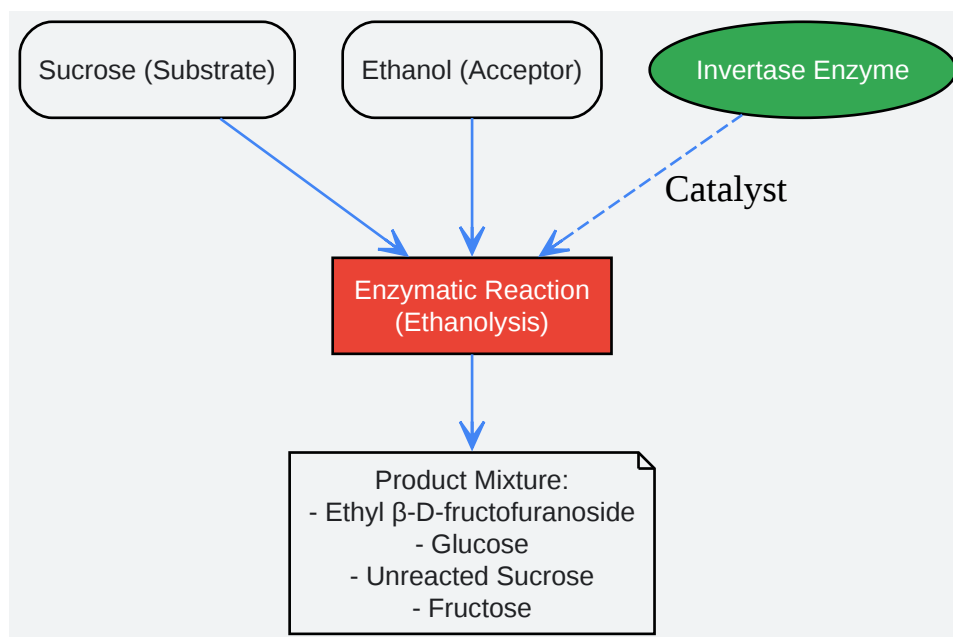 Sucrose (Substrate)
Ethanol (Acceptor)
Invertase Enzyme
Catalyst
Enzymatic Reaction
(Ethanolysis)
Product Mixture:
- Ethyl β-D-fructofuranoside
- Glucose
- Unreacted Sucrose
- Fructose